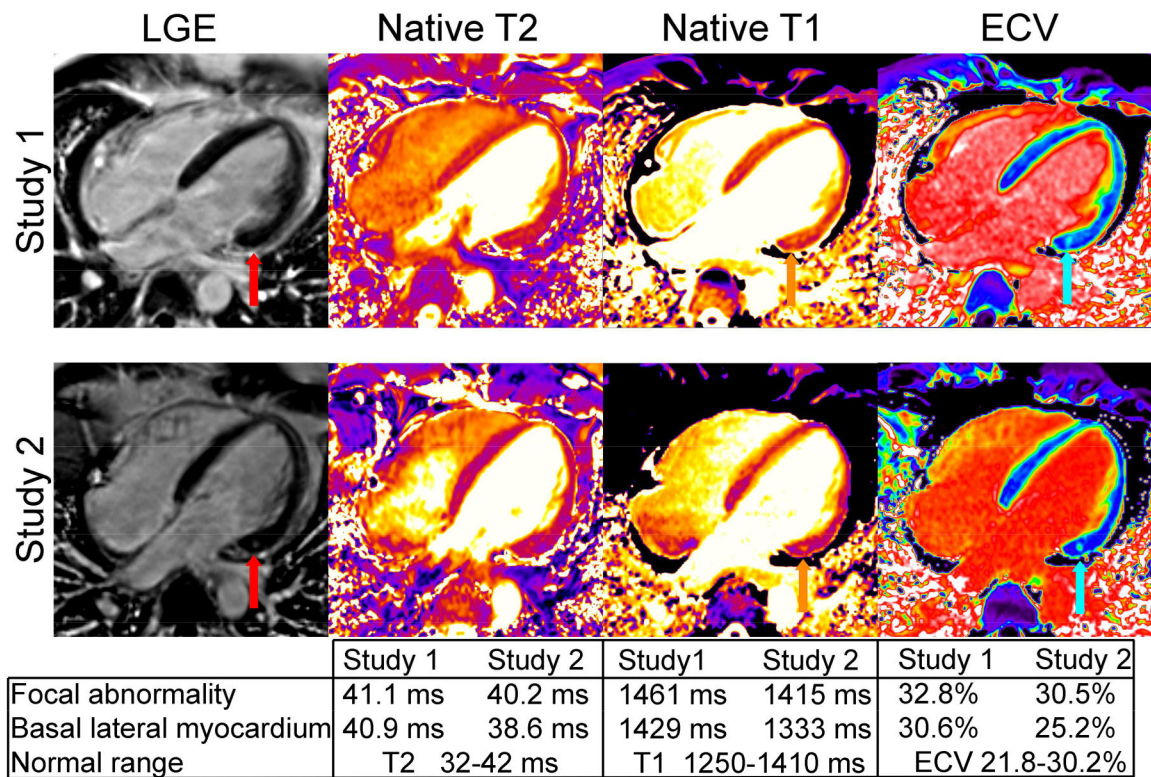 LGE Native T2 Native T1 ECV
Study 1
Study 2
Study 1 Study 2 Study1 Study 2 Study 1 Study 2
Focal abnormality 41.1 ms 40.2 ms 1461 ms 1415 ms 32.8% 30.5%
Basal lateral myocardium 40.9 ms 38.6 ms 1429 ms 1333 ms 30.6% 25.2%
Normal range T2 32-42 ms T1 1250-1410 ms ECV 21.8-30.2%